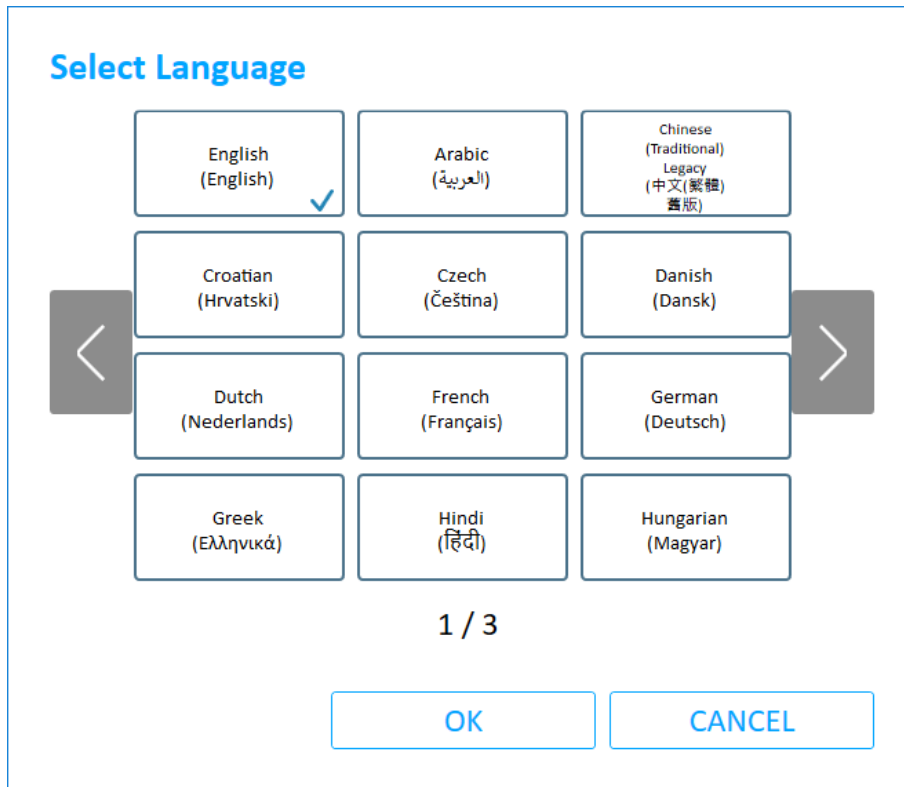 Select Language
English
(English)
Arabic
(العربية)
Chinese
(Traditional)
Legacy
(中文(繁體)
舊版)
Croatian
(Hrvatski)
Czech
(Čeština)
Danish
(Dansk)
Dutch
(Nederlands)
French
(Français)
German
(Deutsch)
Greek
(Ελληνικά)
Hindi
(हिंदी)
Hungarian
(Magyar)
1 / 3
OK
CANCEL